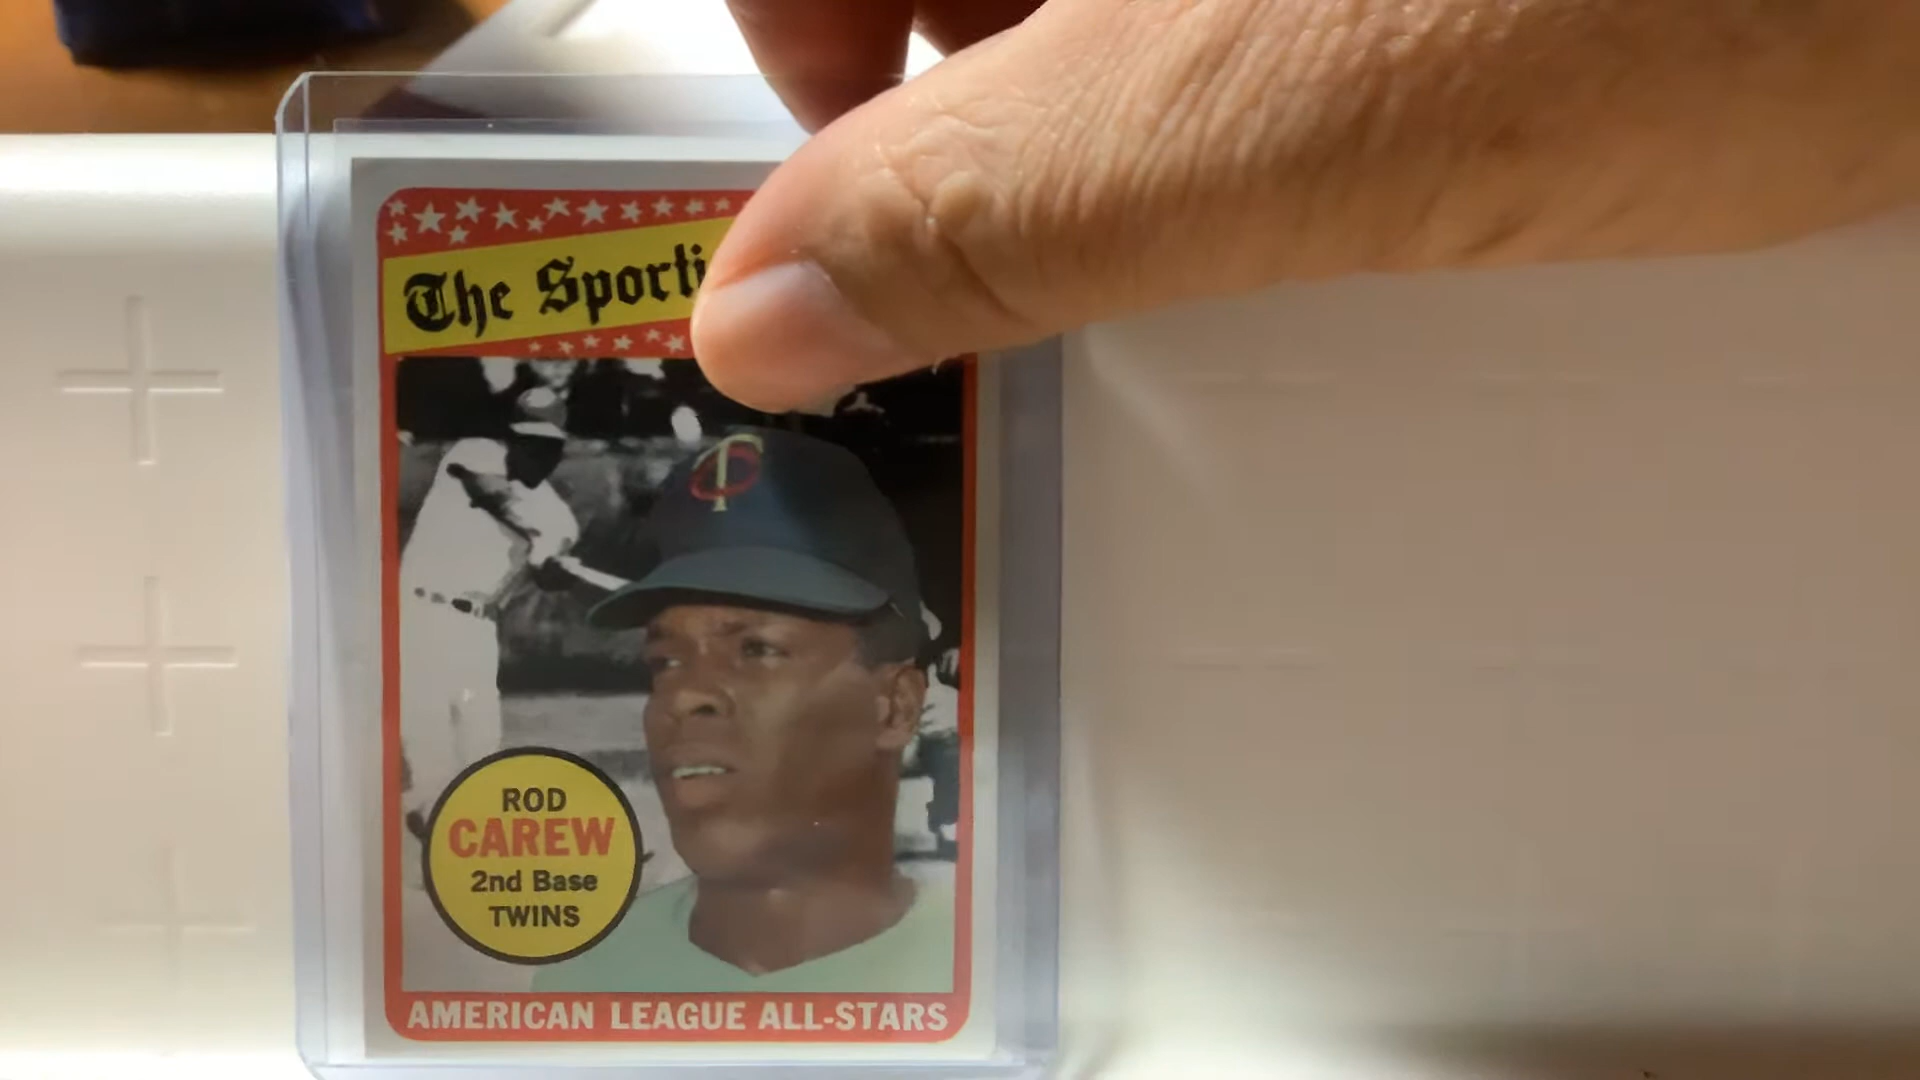 The Sporti
ROD
CAREW
2nd Base
TWINS
AMERICAN LEAGUE ALL-STARS